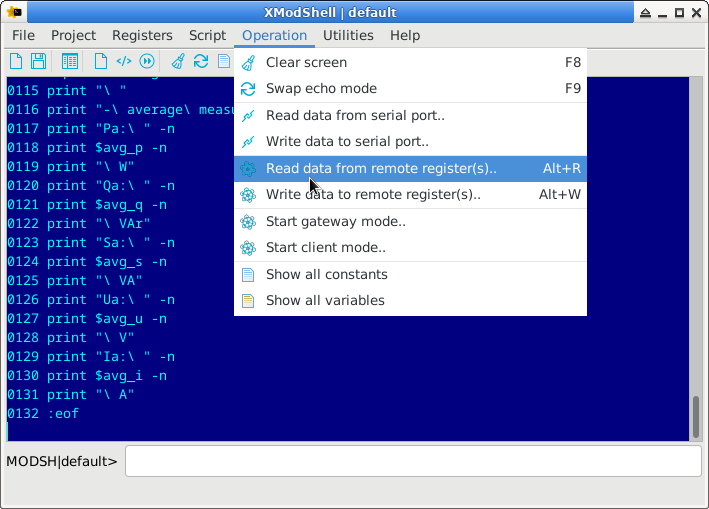 XModShell | default
File Project Registers Script Operation Utilities Help
Clear screen F8
Swap echo mode F9
Read data from serial port..
Write data to serial port..
Read data from remote register(s).. Alt+R
Write data to remote register(s).. Alt+W
Start gateway mode..
Start client mode..
Show all constants
Show all variables
0115 print "\ "
0116 print "-\ average\
0117 print "Pa:\ " -n
0118 print $avg_p -n
0119 print "\ W"
0120 print "Qa:\ " -n
0121 print $avg_q -n
0122 print "\ VAr"
0123 print "Sa:\ " -n
0124 print $avg_s -n
0125 print "\ VA"
0126 print "Ua:\ " -n
0127 print $avg_u -n
0128 print "\ V"
0129 print "Ia:\ " -n
0130 print $avg_i -n
0131 print "\ A"
0132 :eof
MODSH|default>